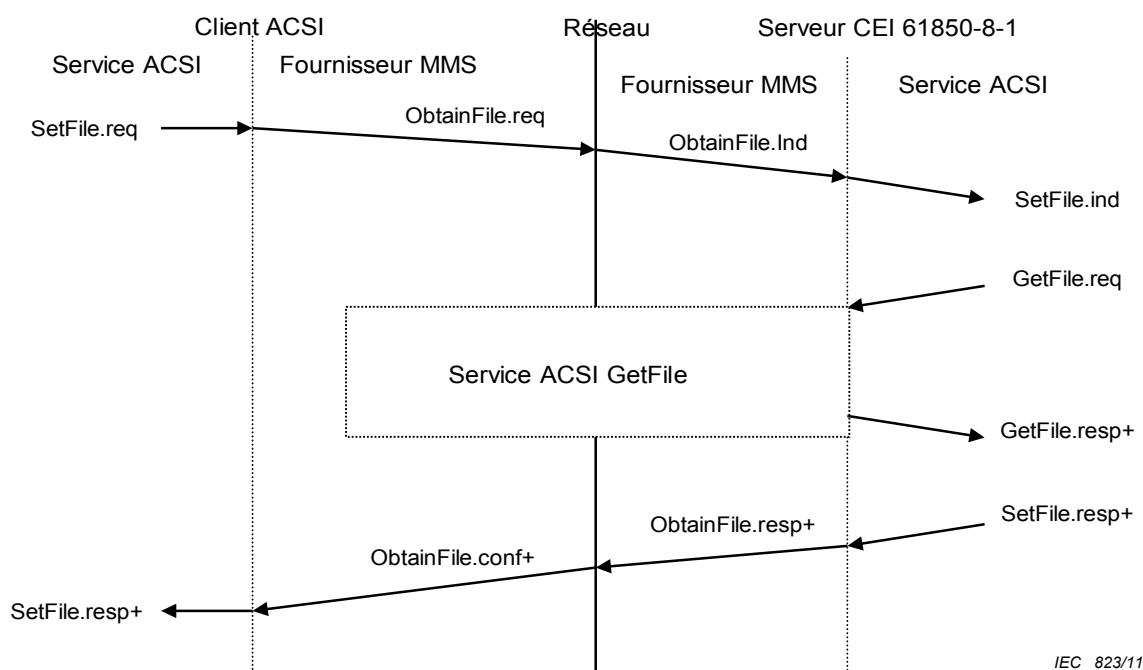 Client ACSI
Réseau
Serveur CEI 61850-8-1
Service ACSI
Fournisseur MMS
Fournisseur MMS
Service ACSI
SetFile.req
ObtainFile.req
ObtainFile.Ind
SetFile.ind
GetFile.req
Service ACSI GetFile
GetFile.resp+
SetFile.resp+
ObtainFile.resp+
ObtainFile.conf+
SetFile.resp+
IEC 823/11